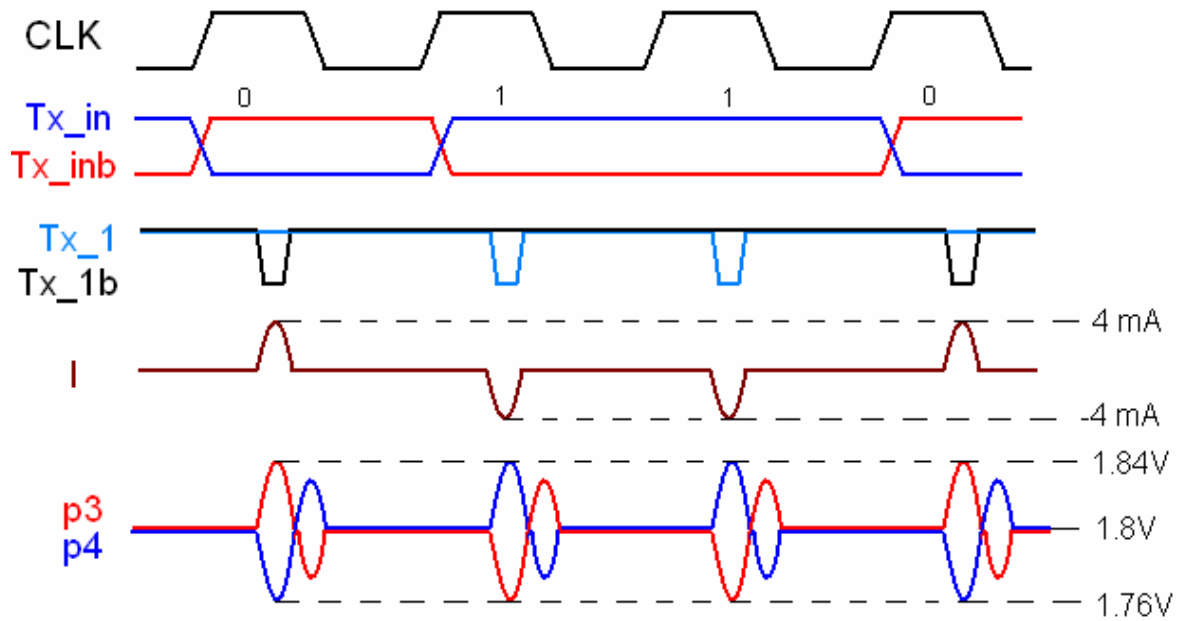 CLK
0 1 1 0
Tx_in
Tx_inb
Tx_1
Tx_1b
4 mA
I
-4 mA
1.84V
p3
1.8V
p4
1.76V